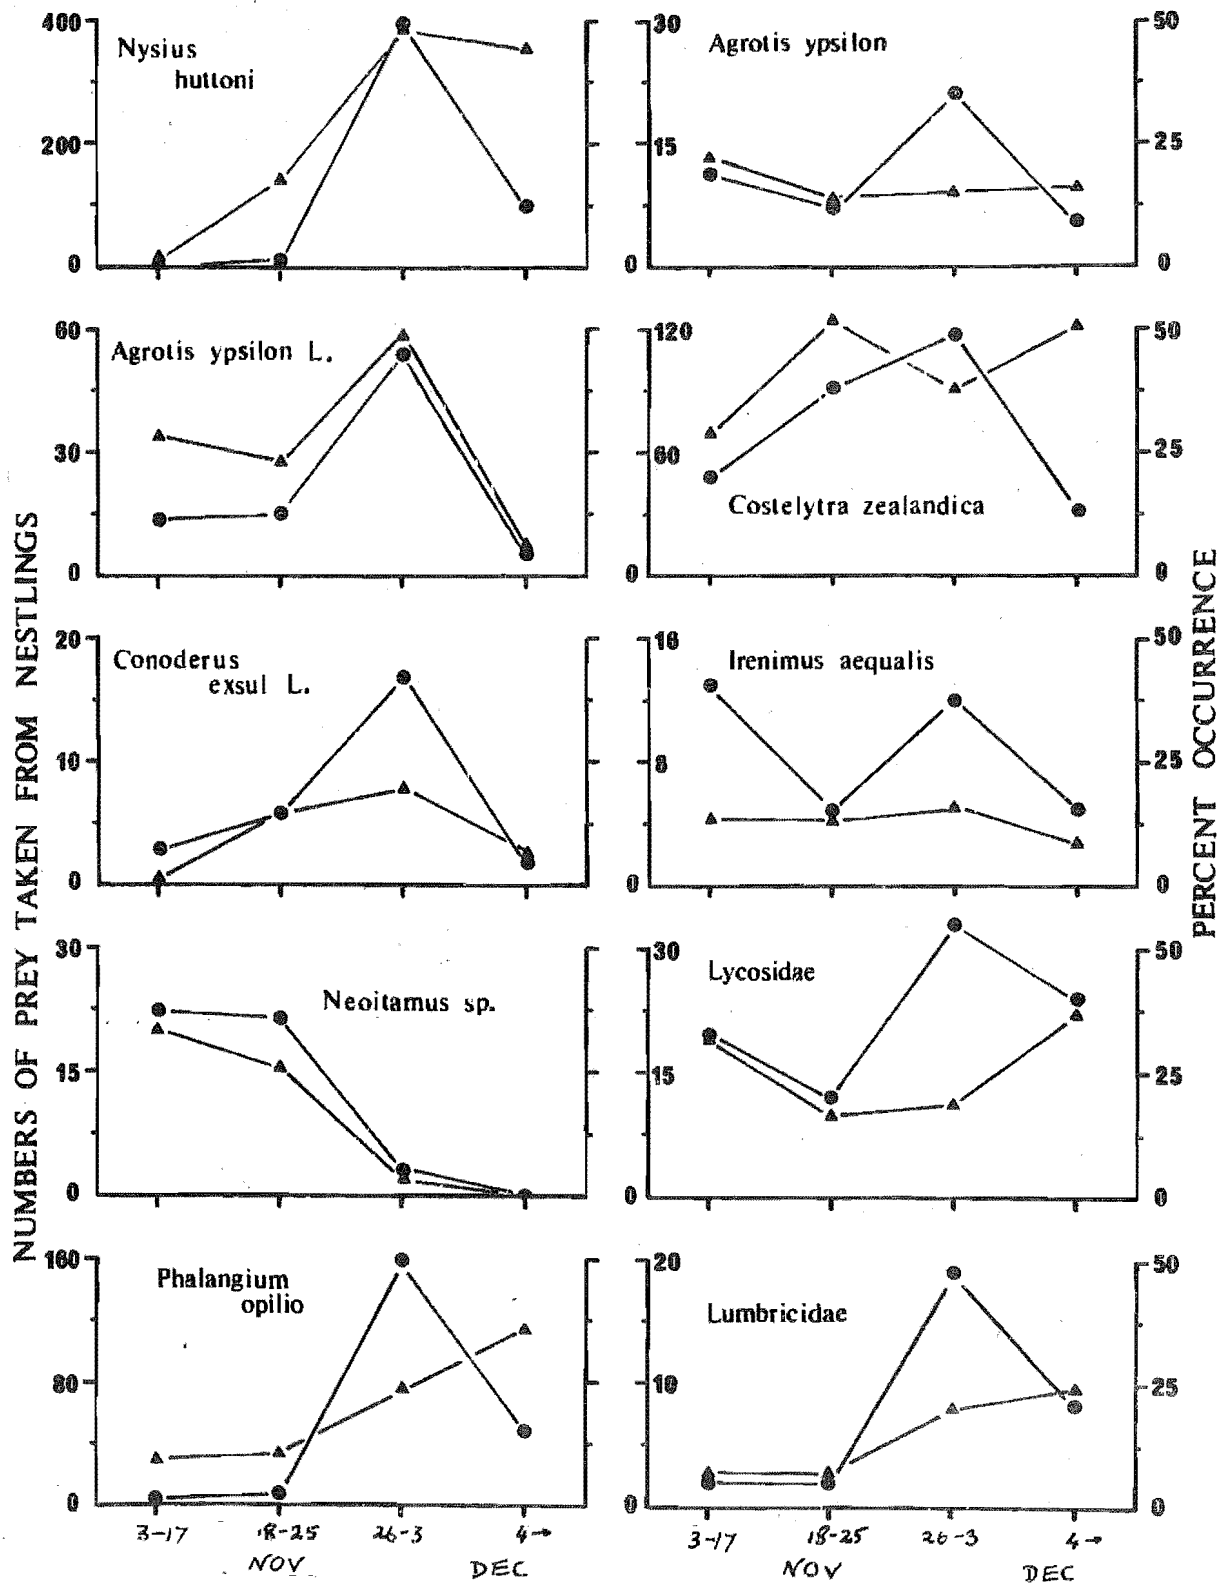 NUMBERS OF PREY TAKEN FROM NESTLINGS
PERCENT OCCURRENCE
400
200
0
Nysius
huttoni
30
15
0
Agrotis ypsilon
50
25
0
60
30
0
Agrotis ypsilon L.
120
60
0
Costelytra zealandica
50
25
0
20
10
0
Conoderus
exsul L.
16
8
0
Irenimus aequalis
50
25
0
30
15
0
Neoitamus sp.
30
15
0
Lycosidae
50
25
0
160
80
0
Phalangium
opilio
20
10
0
Lumbricidae
50
25
0
3-17 18-25 26-3 4→
NOV DEC
3-17 18-25 26-3 4→
NOV DEC